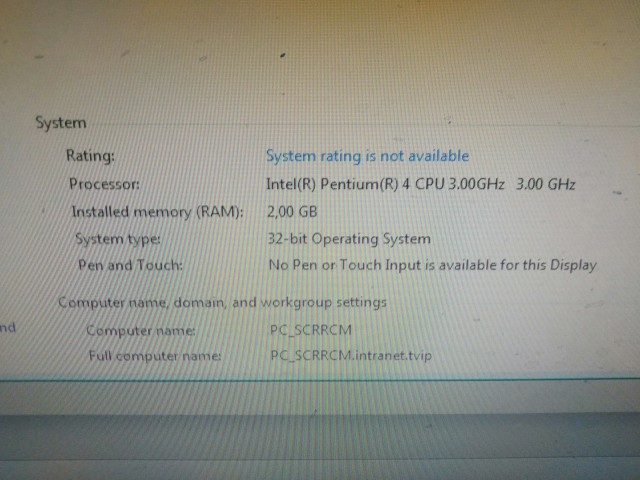 System
Rating: System rating is not available
Processor: Intel(R) Pentium(R) 4 CPU 3.00GHz 3.00 GHz
Installed memory (RAM): 2,00 GB
System type: 32-bit Operating System
Pen and Touch: No Pen or Touch Input is available for this Display
Computer name, domain, and workgroup settings
nd
Computer name: PC_SCRRCM
Full computer name: PC_SCRRCM.intranet.tvip